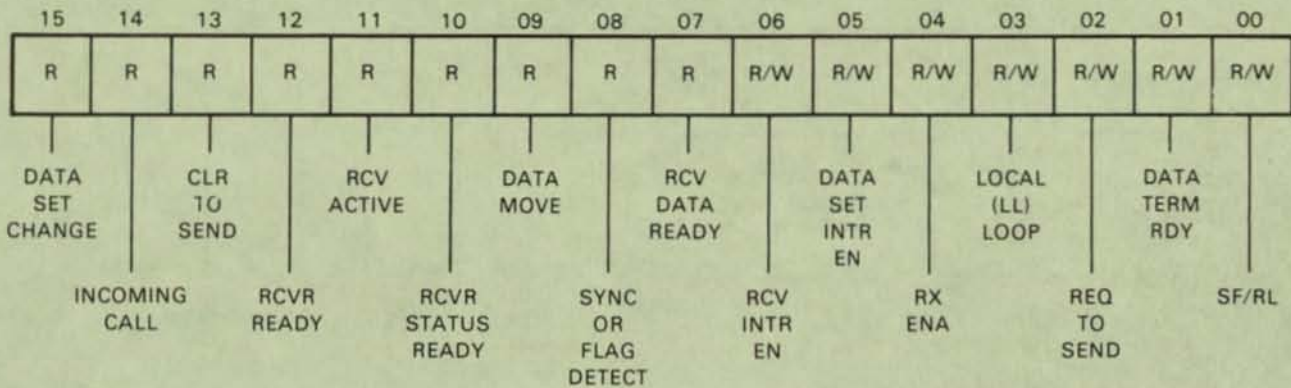 15 14 13 12 11 10 09 08 07 06 05 04 03 02 01 00
R R R R R R R R R R/W R/W R/W R/W R/W R/W R/W
DATA
SET
CHANGE
INCOMING
CALL
CLR
TO
SEND
RCVR
READY
RCV
ACTIVE
RCVR
STATUS
READY
DATA
MOVE
SYNC
OR
FLAG
DETECT
RCV
DATA
READY
RCV
INTR
EN
DATA
SET
INTR
EN
RX
ENA
LOCAL
(LL)
LOOP
REQ
TO
SEND
DATA
TERM
RDY
SF/RL